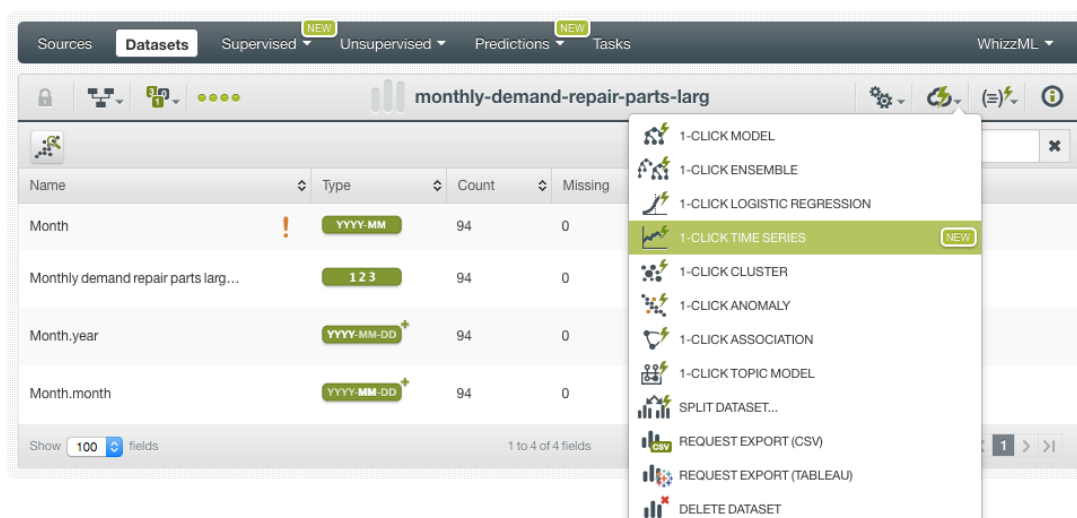 NEW
NEW
Sources Datasets Supervised Unsupervised Predictions Tasks WhizzML
monthly-demand-repair-parts-larg
Name Type Count Missing
Month ! YYYY-MM 94 0
Monthly demand repair parts larg... 1 2 3 94 0
Month.year YYYY-MM-DD 94 0
Month.month YYYY-MM-DD 94 0
Show 100 fields 1 to 4 of 4 fields 1
1-CLICK MODEL
1-CLICK ENSEMBLE
1-CLICK LOGISTIC REGRESSION
1-CLICK TIME SERIES NEW
1-CLICK CLUSTER
1-CLICK ANOMALY
1-CLICK ASSOCIATION
1-CLICK TOPIC MODEL
SPLIT DATASET...
CSV REQUEST EXPORT (CSV)
REQUEST EXPORT (TABLEAU)
DELETE DATASET